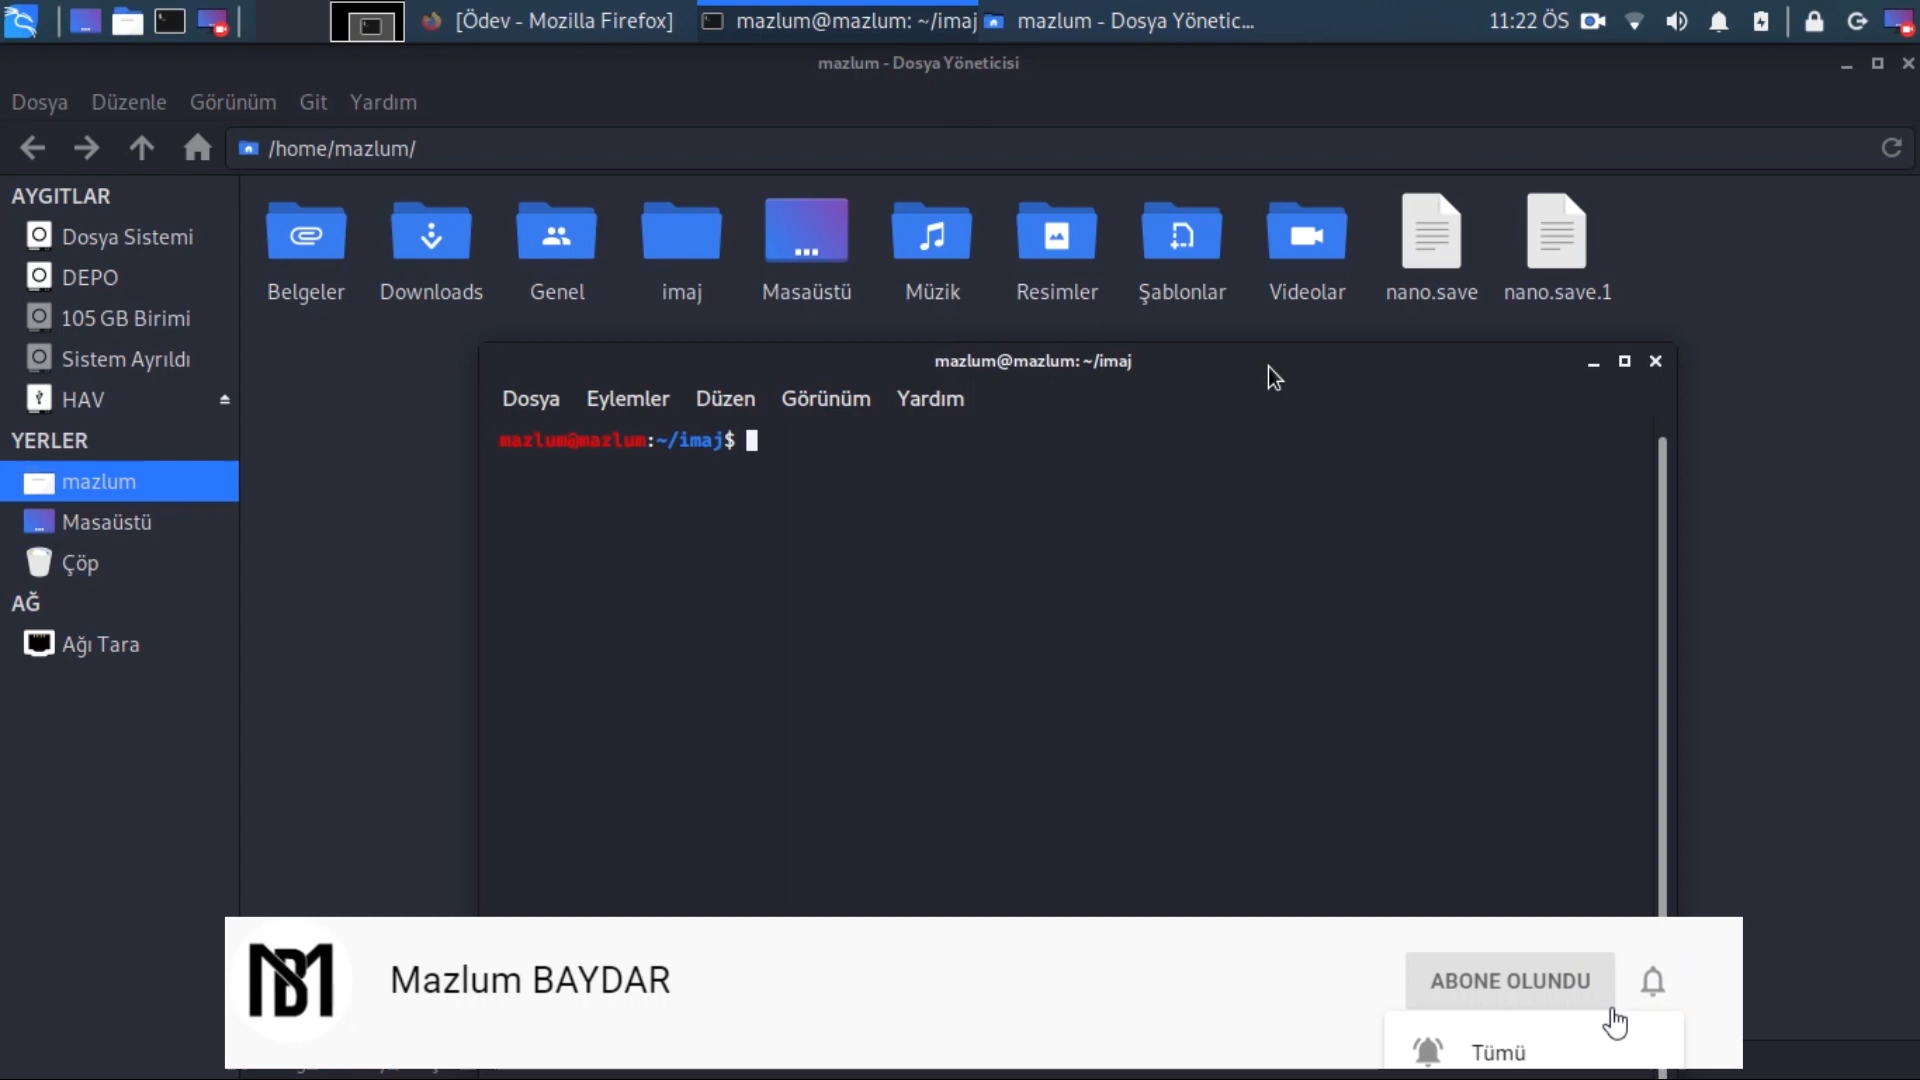 [Ödev - Mozilla Firefox]
mazlum@mazlum: ~/imaj
mazlum - Dosya Yönetic...
11:22 ÖS
mazlum - Dosya Yöneticisi
Dosya Düzenle Görünüm Git Yardım
/home/mazlum/
AYGITLAR
Dosya Sistemi
DEPO
105 GB Birimi
Sistem Ayrıldı
HAV
YERLER
mazlum
Masaüstü
Çöp
AĞ
Ağı Tara
Belgeler Downloads Genel imaj Masaüstü Müzik Resimler Şablonlar Videolar nano.save nano.save.1
mazlum@mazlum: ~/imaj
Dosya Eylemler Düzen Görünüm Yardım
mazlum@mazlum:~/imaj$
MB
Mazlum BAYDAR
ABONE OLUNDU
Tümü